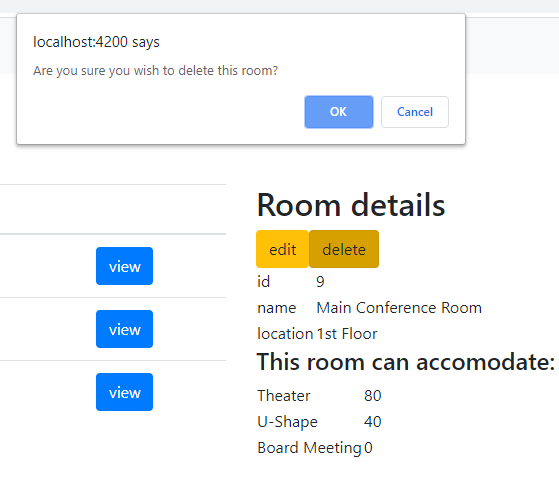 localhost:4200 says
Are you sure you wish to delete this room?
OK Cancel
Room details
edit delete
view
id 9
name Main Conference Room
view
location 1st Floor
This room can accomodate:
view
Theater 80
U-Shape 40
Board Meeting 0